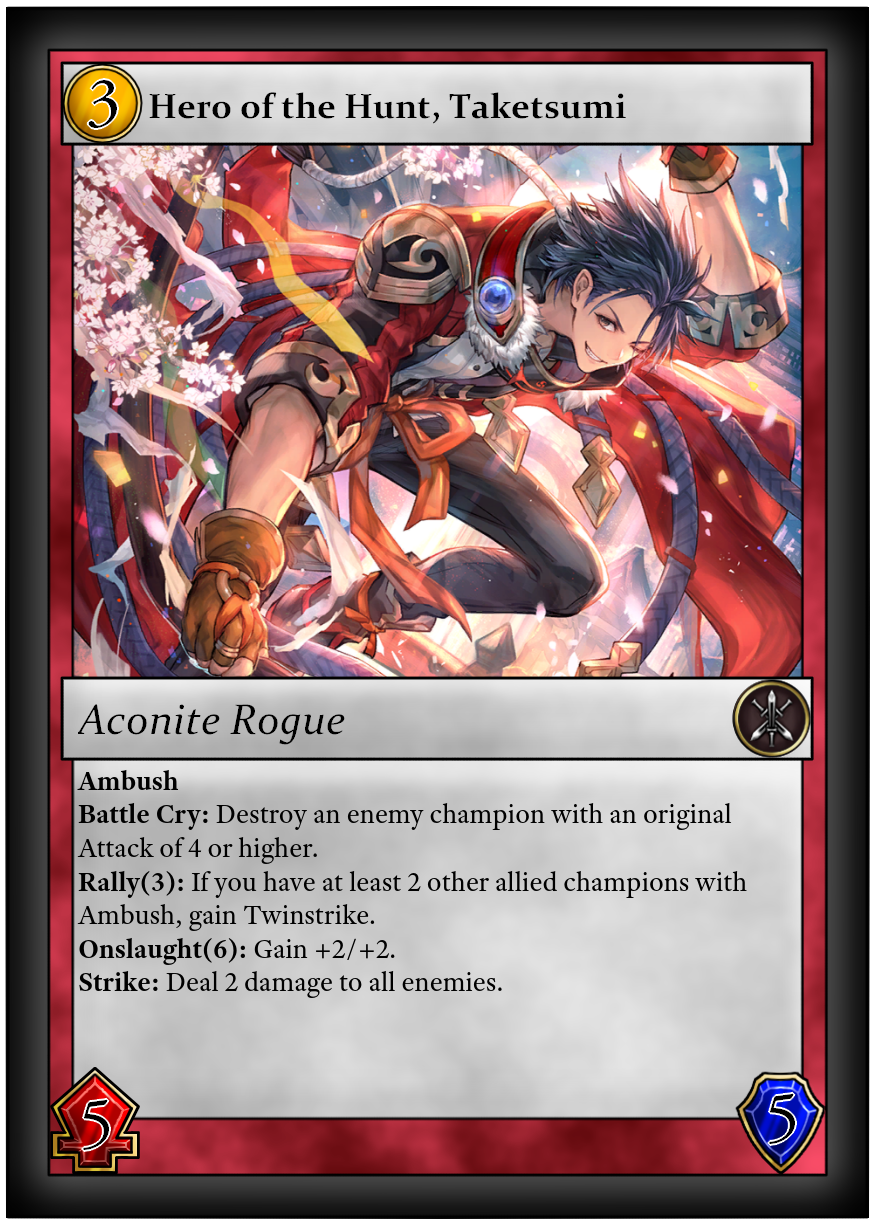 3
Hero of the Hunt, Taketsumi
Aconite Rogue
Ambush
Battle Cry: Destroy an enemy champion with an original
Attack of 4 or higher.
Rally(3): If you have at least 2 other allied champions with
Ambush, gain Twinstrike.
Onslaught(6): Gain +2/+2.
Strike: Deal 2 damage to all enemies.
5
5